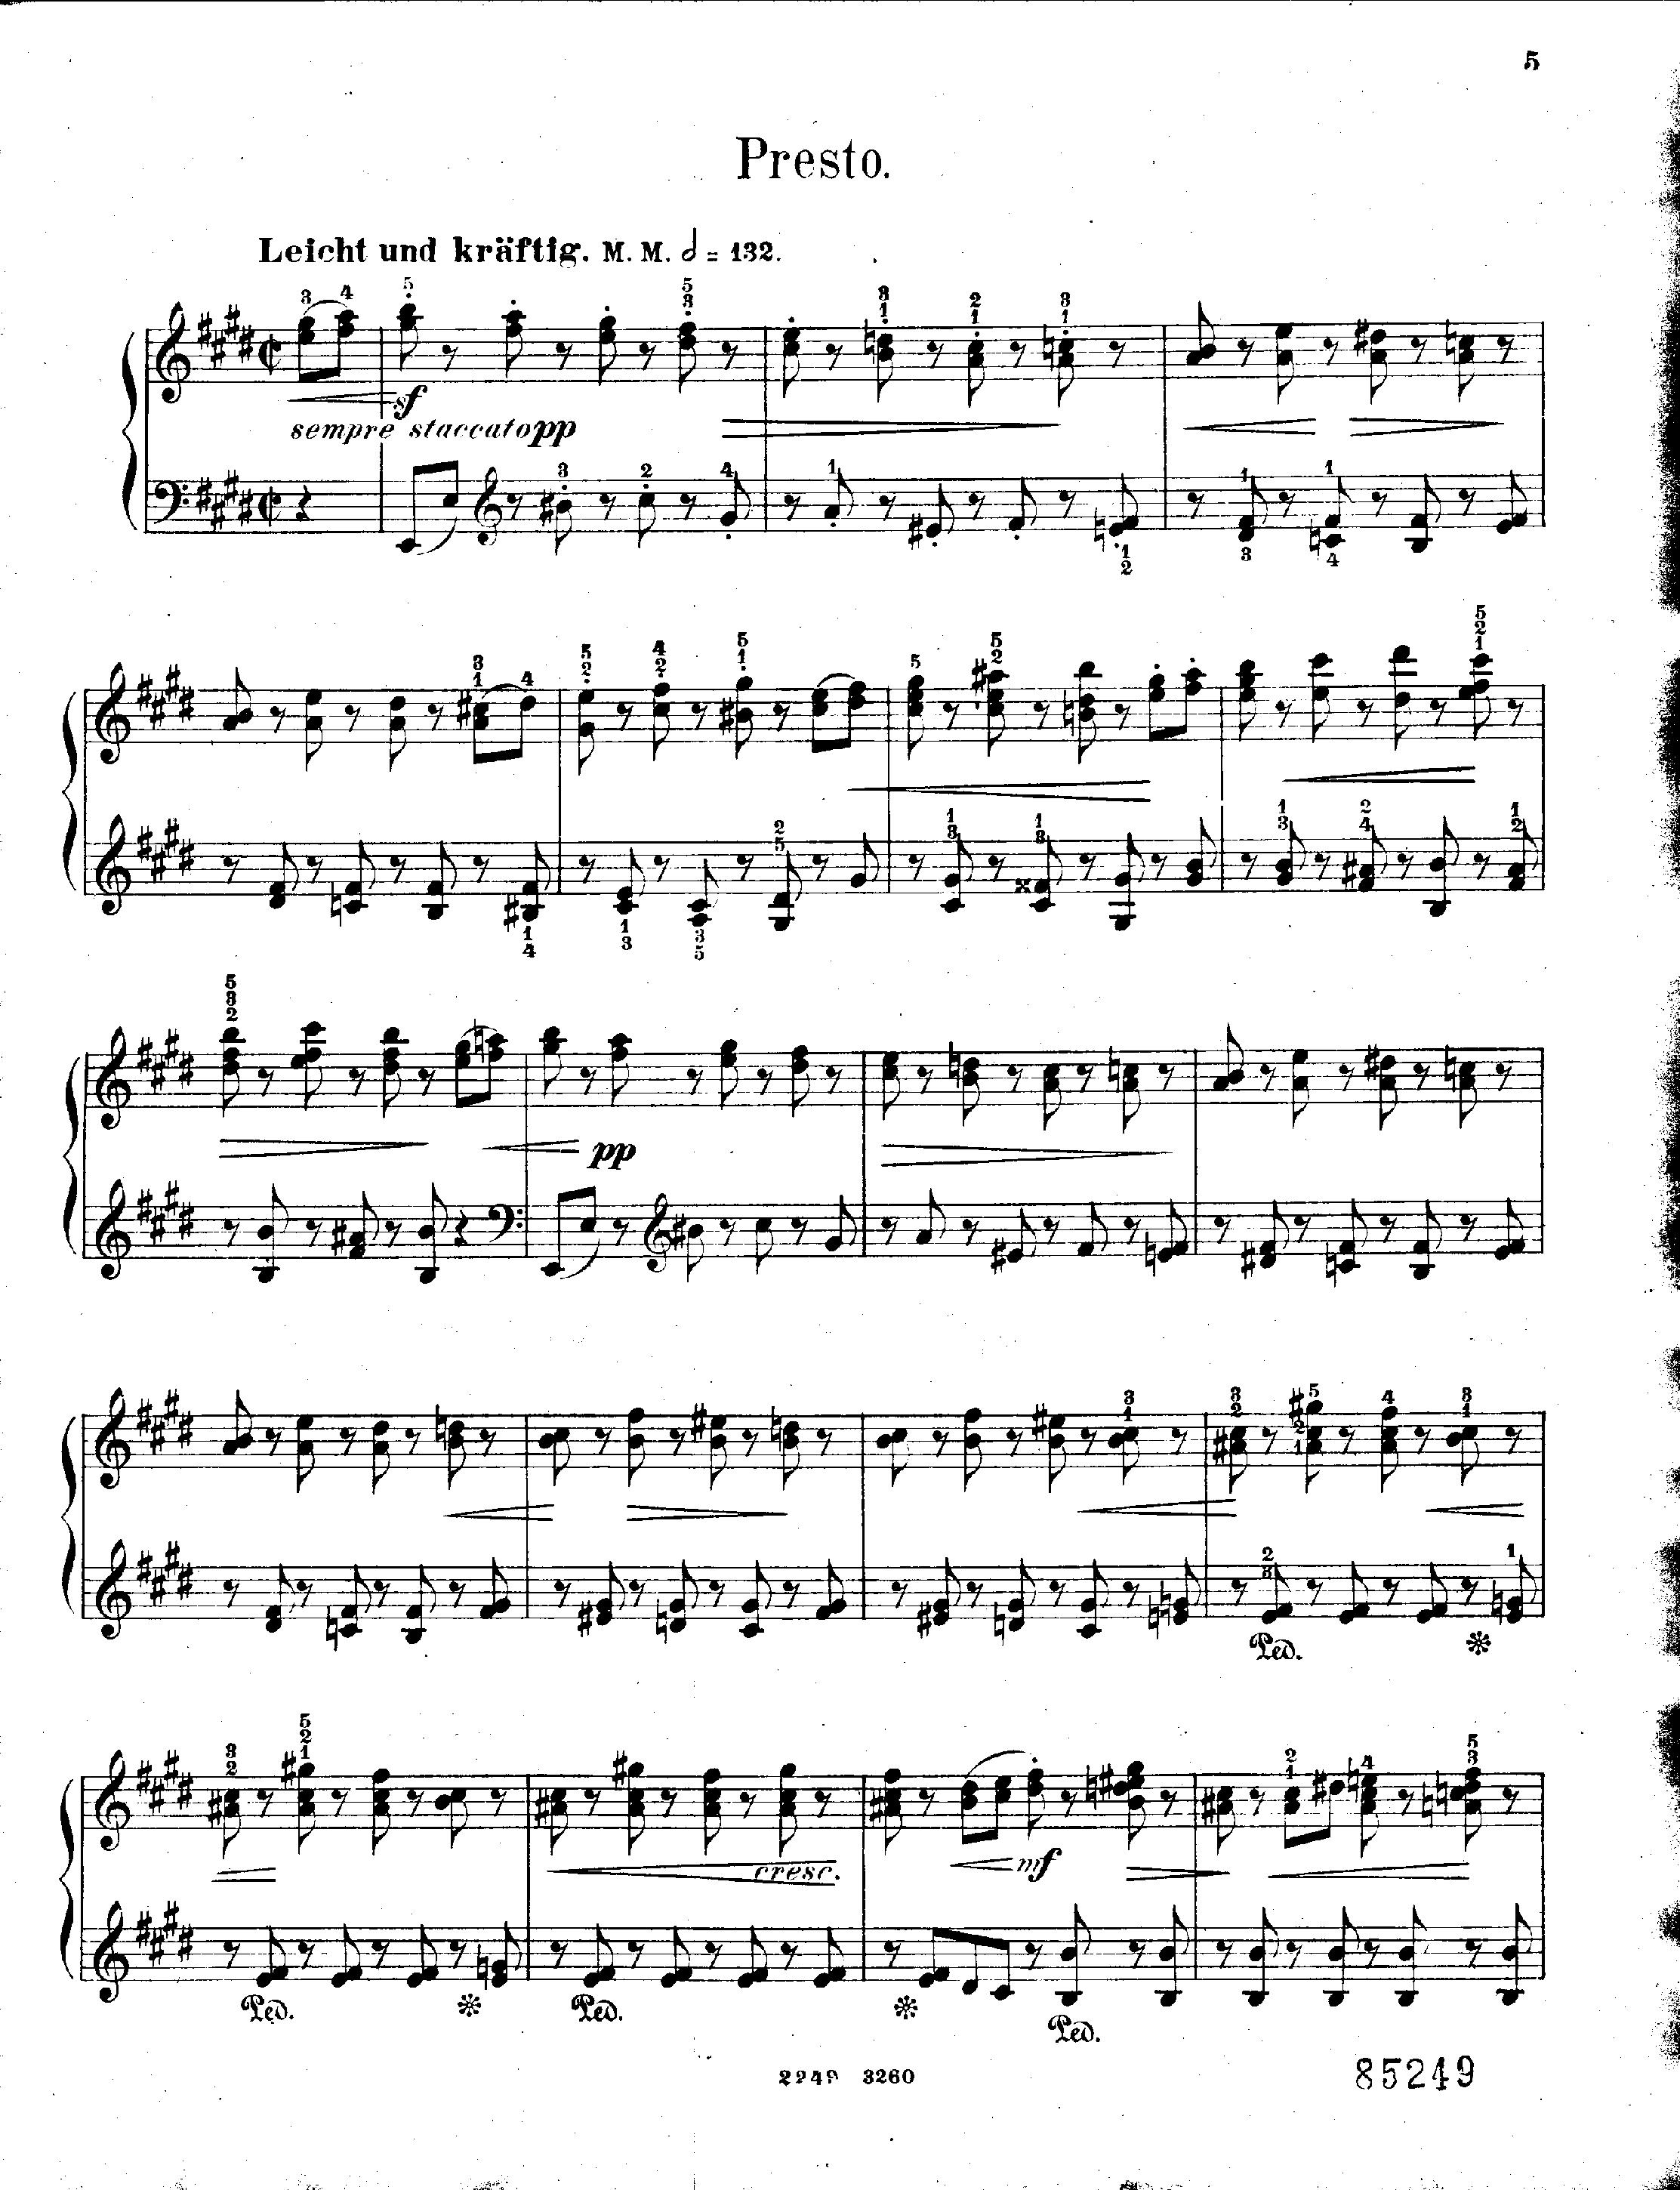 5
Presto.
Leicht und kräftig. M. M. = 132.
sf
sempre staccato pp
pp
Ped.
cresc.
mf
Ped.
Ped.
Ped.
2249 3260
85249